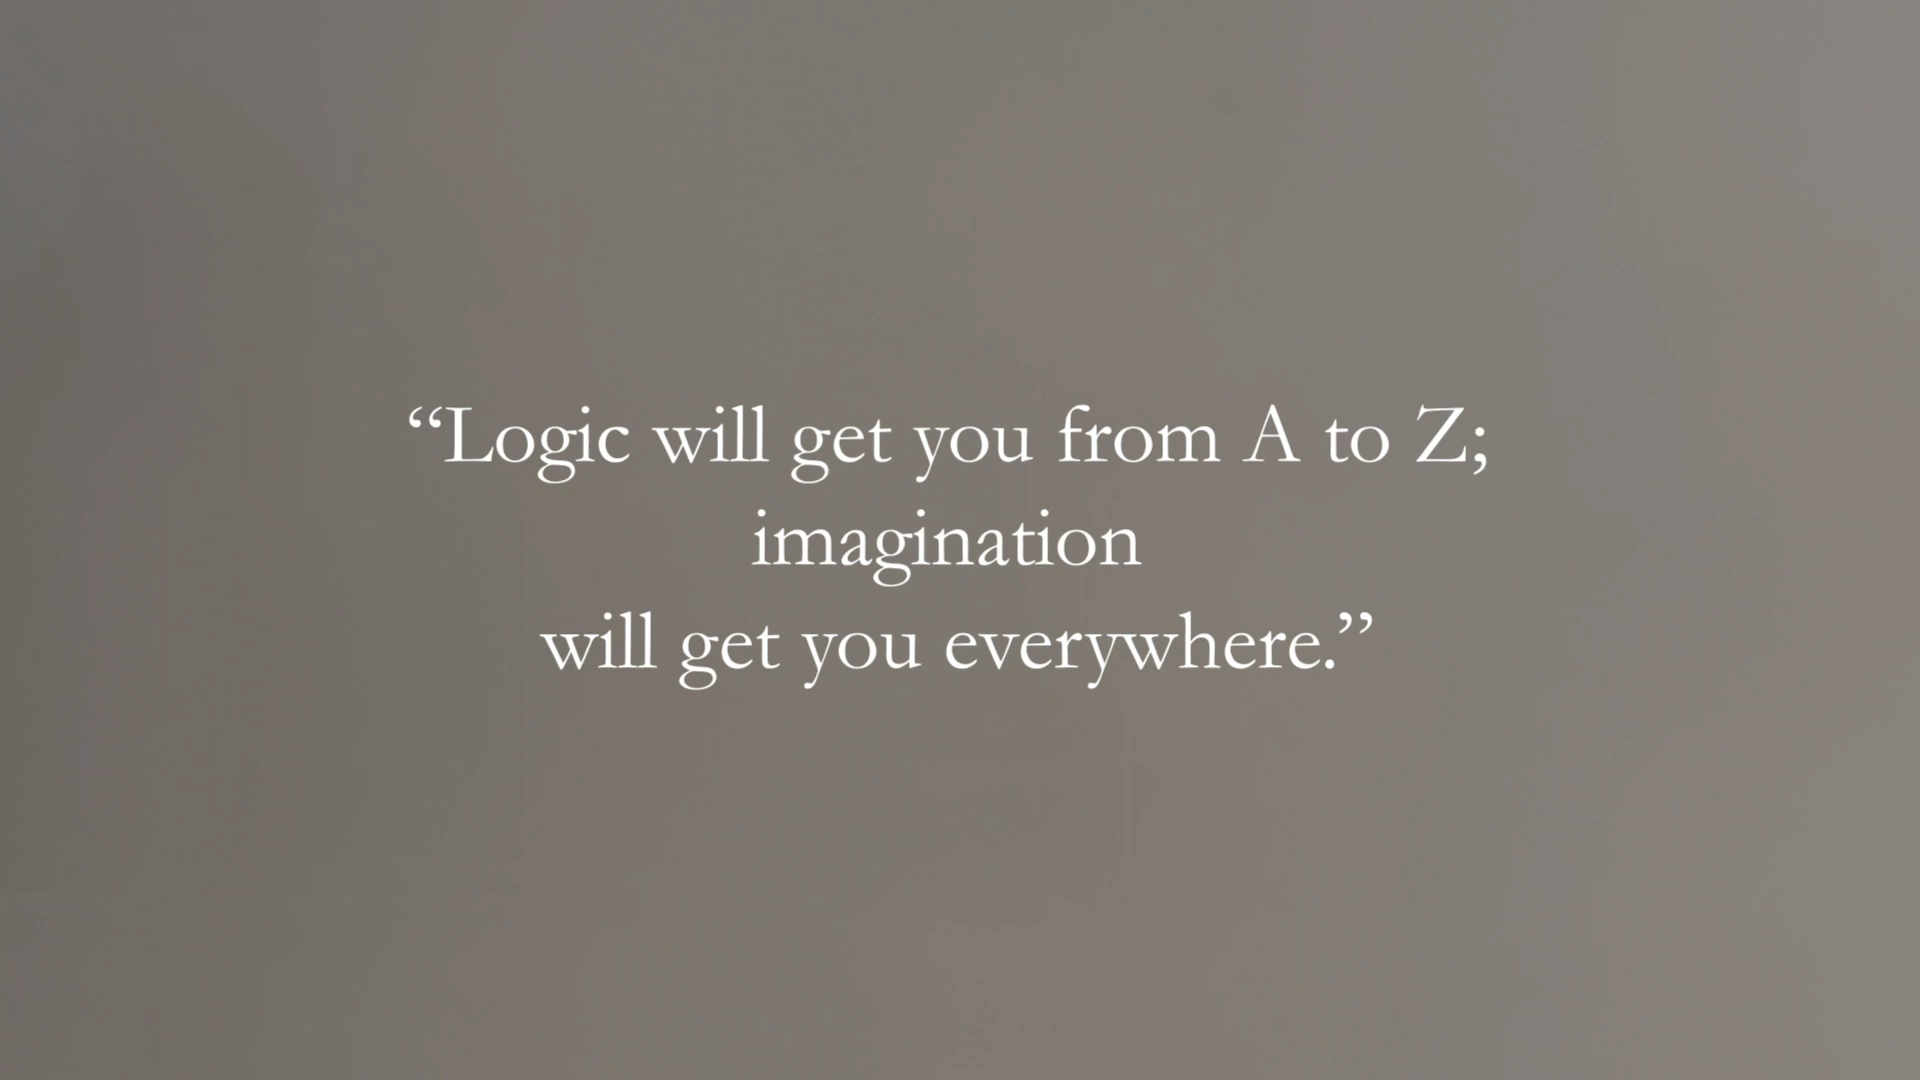 “Logic will get you from A to Z;
imagination
will get you everywhere.”